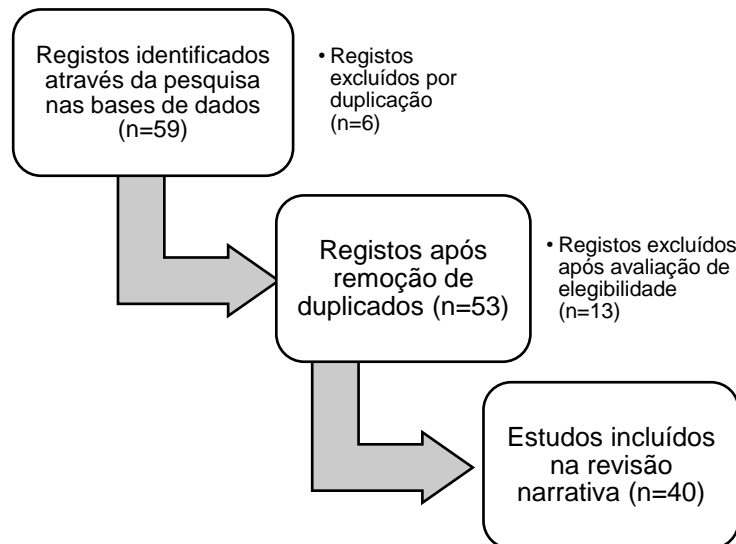 Registos identificados
através da pesquisa
nas bases de dados
(n=59)
• Registos
excluídos por
duplicação
(n=6)
Registos após
remoção de
duplicados (n=53)
• Registos excluídos
após avaliação de
elegibilidade
(n=13)
Estudos incluídos
na revisão
narrativa (n=40)